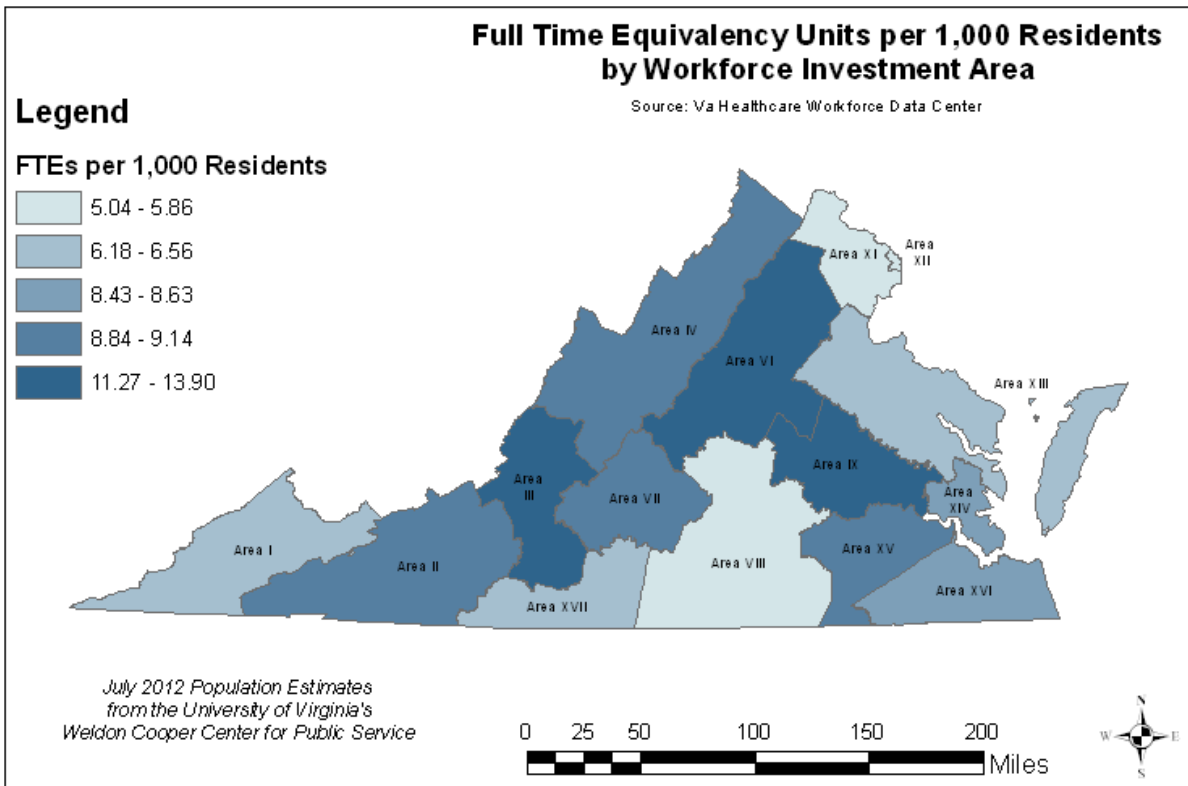 Full Time Equivalency Units per 1,000 Residents
by Workforce Investment Area
Source: Va Healthcare Workforce Data Center
Legend
FTEs per 1,000 Residents
5.04 - 5.86
6.18 - 6.56
8.43 - 8.63
8.84 - 9.14
11.27 - 13.90
Area XI
Area
XII
Area IV
Area VI
Area XIII
Area IX
Area
III
Area VII
Area
XIV
Area I
Area II
Area VIII
Area XV
Area XVI
Area XVII
July 2012 Population Estimates
from the University of Virginia's
Weldon Cooper Center for Public Service
0 25 50 100 150 200
Miles
N
W E
S